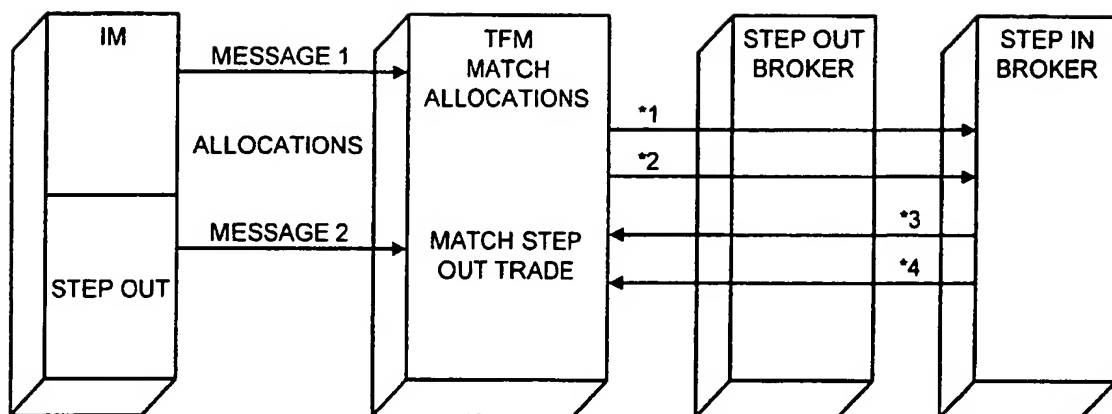 IM
MESSAGE 1
ALLOCATIONS
MESSAGE 2
STEP OUT
TFM
MATCH
ALLOCATIONS
MATCH STEP
OUT TRADE
STEP OUT
BROKER
STEP IN
BROKER
*1
*2
*3
*4